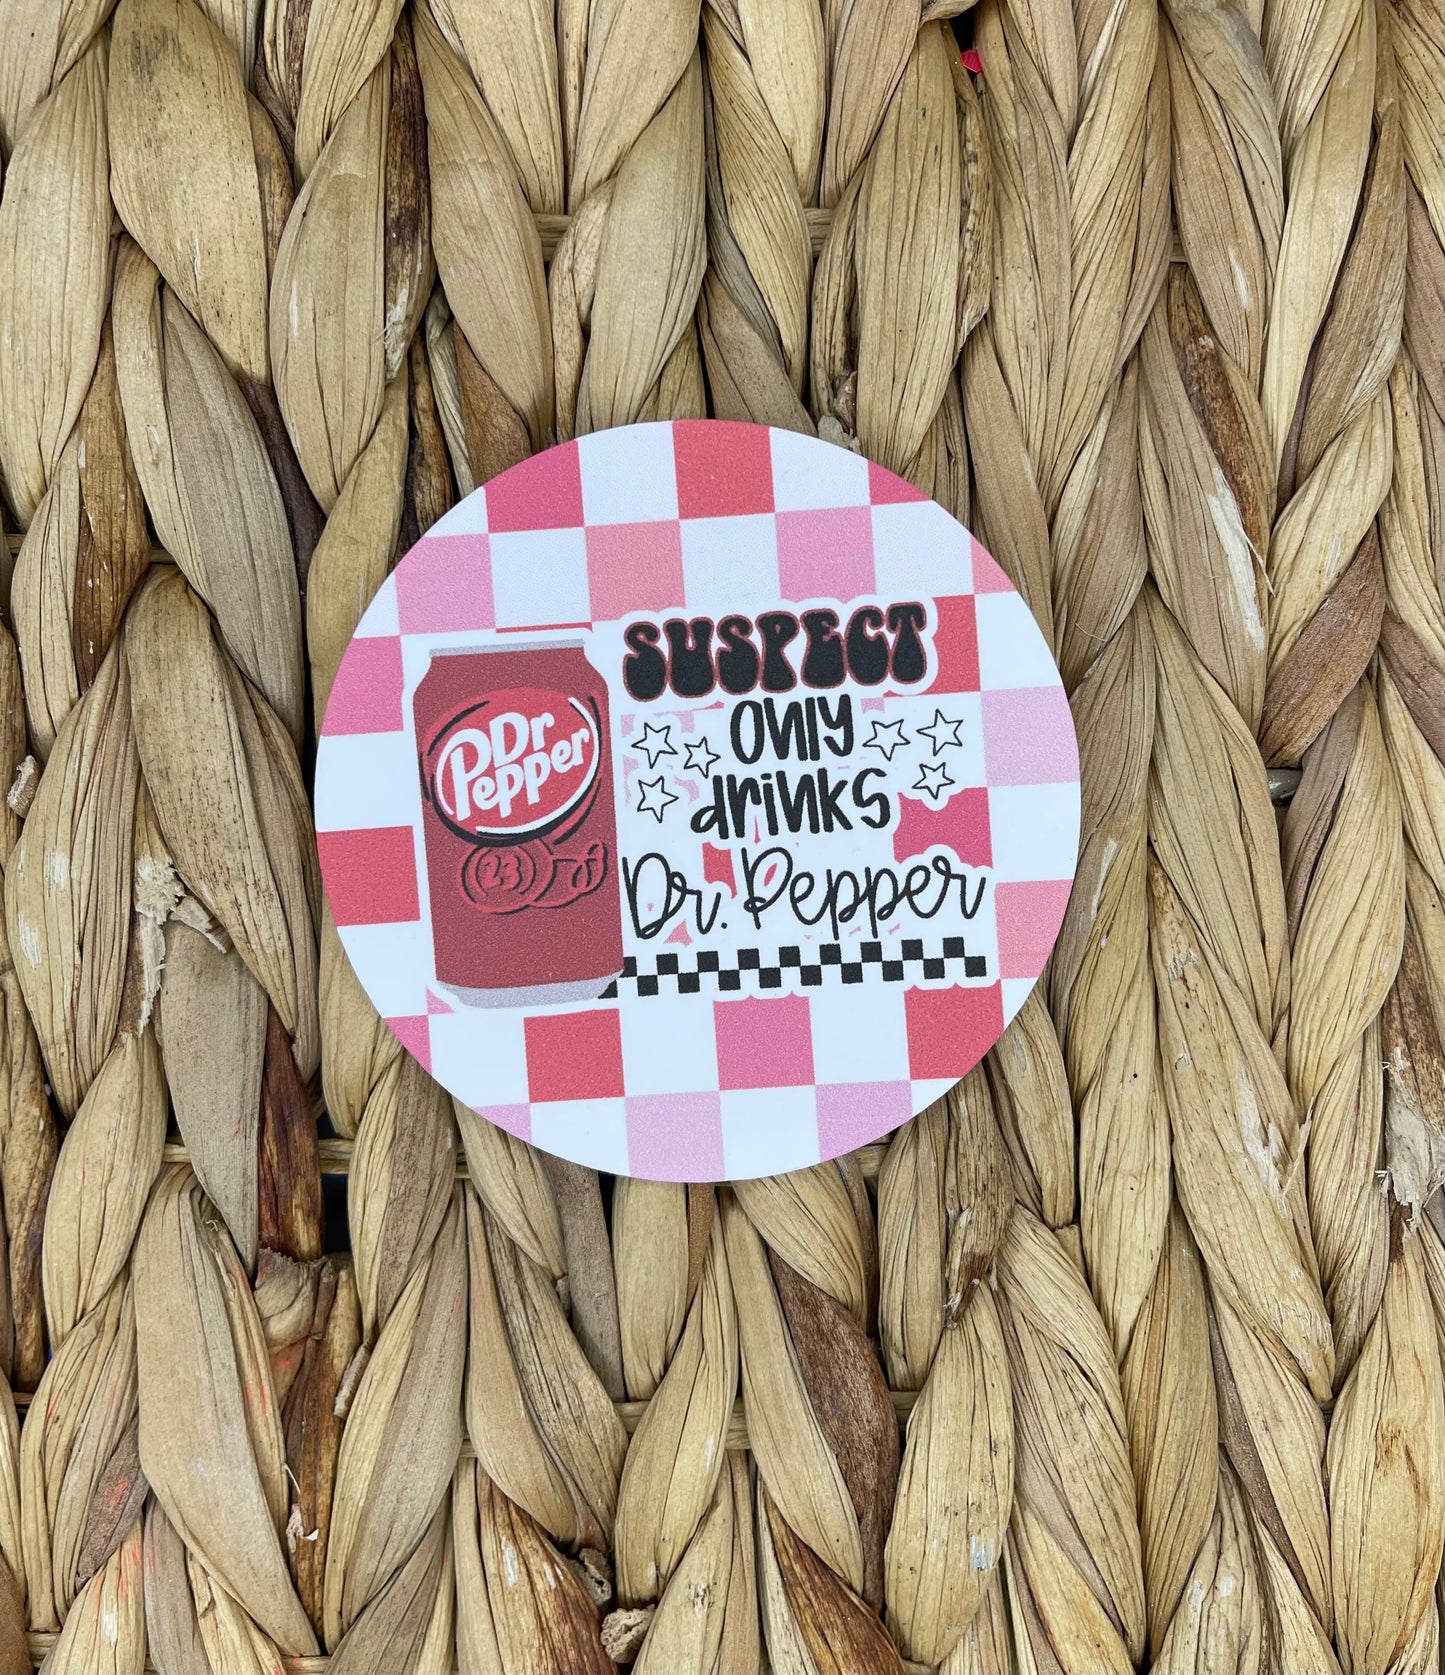 Dr
Pepper
23
SUSPECT
only
drinks
Dr. Pepper